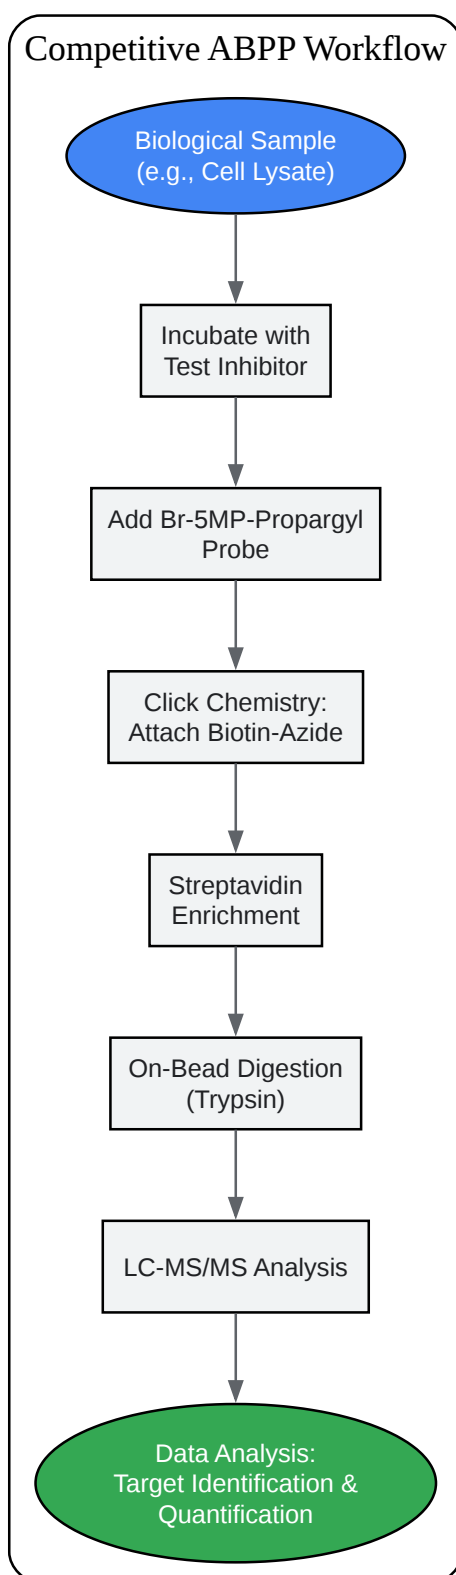 Competitive ABPP Workflow
Biological Sample
(e.g., Cell Lysate)
Incubate with
Test Inhibitor
Add Br-5MP-Propargyl
Probe
Click Chemistry:
Attach Biotin-Azide
Streptavidin
Enrichment
On-Bead Digestion
(Trypsin)
LC-MS/MS Analysis
Data Analysis:
Target Identification &
Quantification